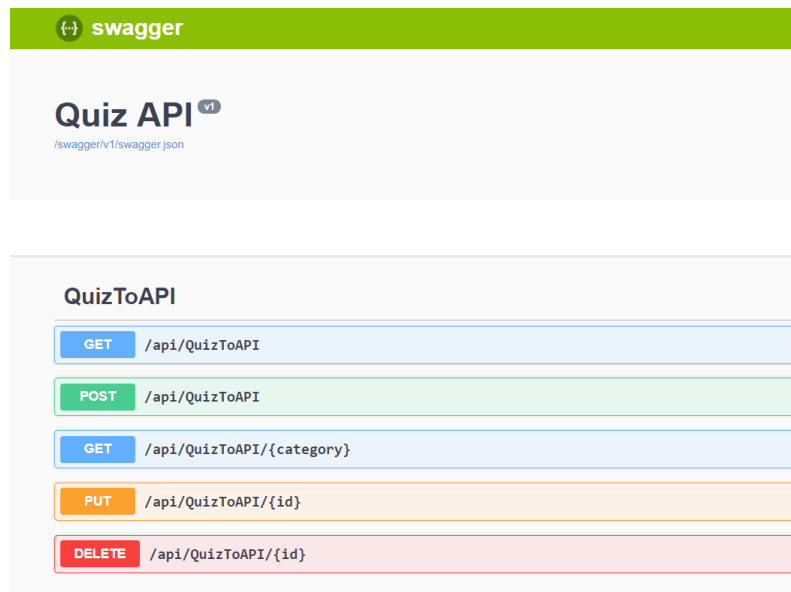 {···} swagger
Quiz API v1
/swagger/v1/swagger.json
QuizToAPI
GET /api/QuizToAPI
POST /api/QuizToAPI
GET /api/QuizToAPI/{category}
PUT /api/QuizToAPI/{id}
DELETE /api/QuizToAPI/{id}